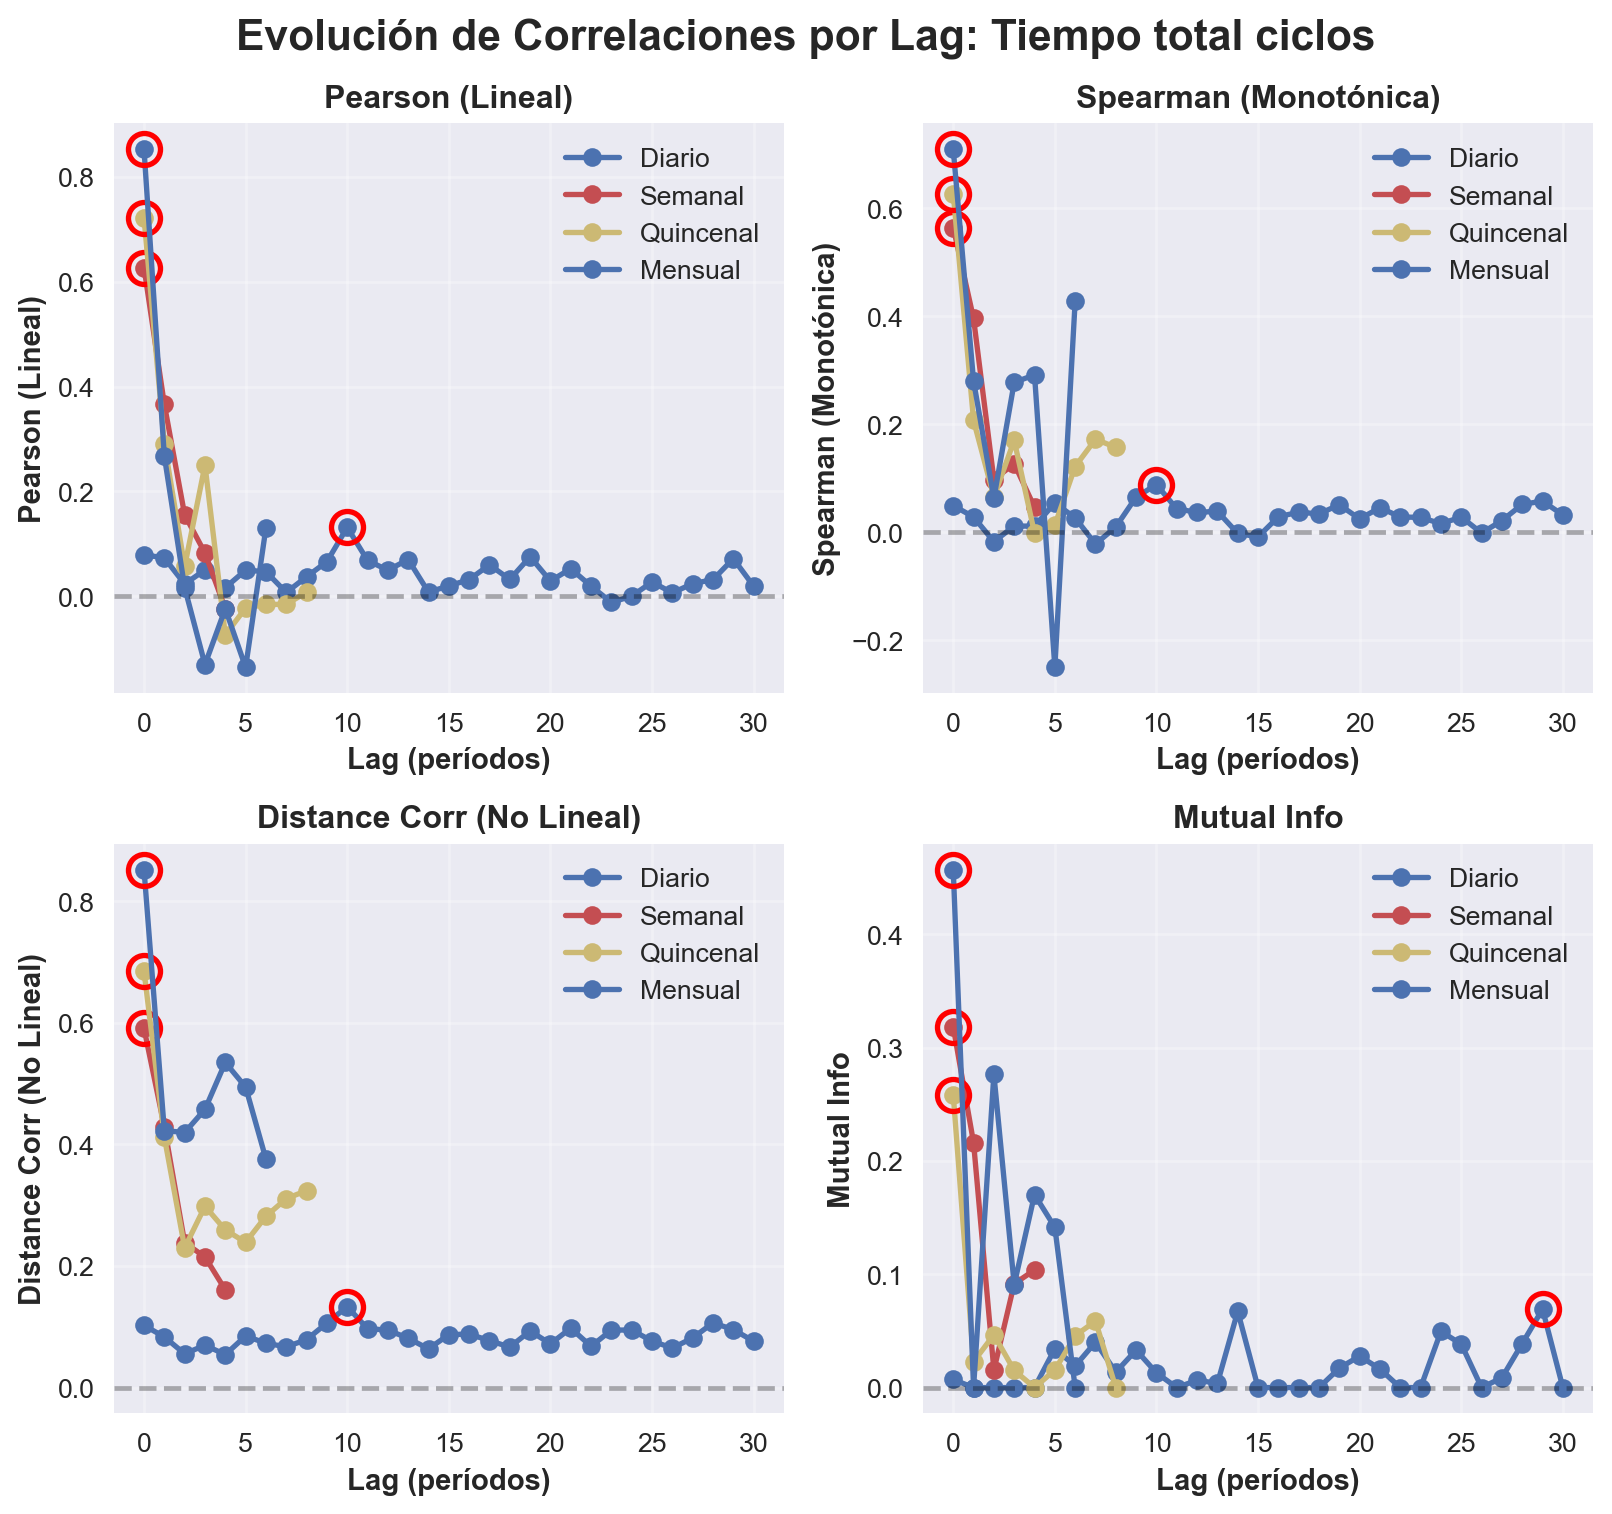 Evolución de Correlaciones por Lag: Tiempo total ciclos
Pearson (Lineal)
Pearson (Lineal)
0.8
0.6
0.4
0.2
0.0
Diario
Semanal
Quincenal
Mensual
0 5 10 15 20 25 30
Lag (períodos)
Spearman (Monotónica)
Spearman (Monotónica)
0.6
0.4
0.2
0.0
−0.2
Diario
Semanal
Quincenal
Mensual
0 5 10 15 20 25 30
Lag (períodos)
Distance Corr (No Lineal)
Distance Corr (No Lineal)
0.8
0.6
0.4
0.2
0.0
Diario
Semanal
Quincenal
Mensual
0 5 10 15 20 25 30
Lag (períodos)
Mutual Info
Mutual Info
0.4
0.3
0.2
0.1
0.0
Diario
Semanal
Quincenal
Mensual
0 5 10 15 20 25 30
Lag (períodos)